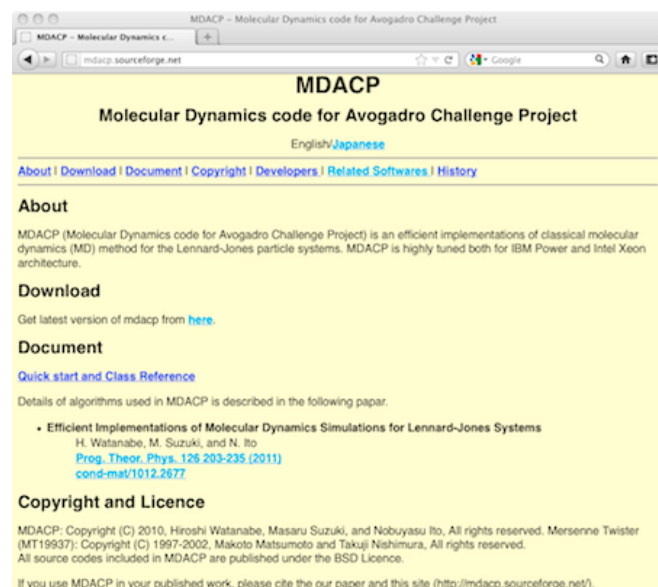 MDACP – Molecular Dynamics code for Avogadro Challenge Project
MDACP – Molecular Dynamics c...
mdacp.sourceforge.net
Google
MDACP
Molecular Dynamics code for Avogadro Challenge Project
English/Japanese
About | Download | Document | Copyright | Developers | Related Softwares | History
About
MDACP (Molecular Dynamics code for Avogadro Challenge Project) is an efficient implementations of classical molecular
dynamics (MD) method for the Lennard-Jones particle systems. MDACP is highly tuned both for IBM Power and Intel Xeon
architecture.
Download
Get latest version of mdacp from here.
Document
Quick start and Class Reference
Details of algorithms used in MDACP is described in the following papar.
• Efficient Implementations of Molecular Dynamics Simulations for Lennard-Jones Systems
H. Watanabe, M. Suzuki, and N. Ito
Prog. Theor. Phys. 126 203-235 (2011)
cond-mat/1012.2677
Copyright and Licence
MDACP: Copyright (C) 2010, Hiroshi Watanabe, Masaru Suzuki, and Nobuyasu Ito, All rights reserved. Mersenne Twister
(MT19937): Copyright (C) 1997-2002, Makoto Matsumoto and Takuji Nishimura, All rights reserved.
All source codes included in MDACP are published under the BSD Licence.
If you use MDACP in your published work, please cite the our paper and this site (http://mdacp.sourceforge.net/).